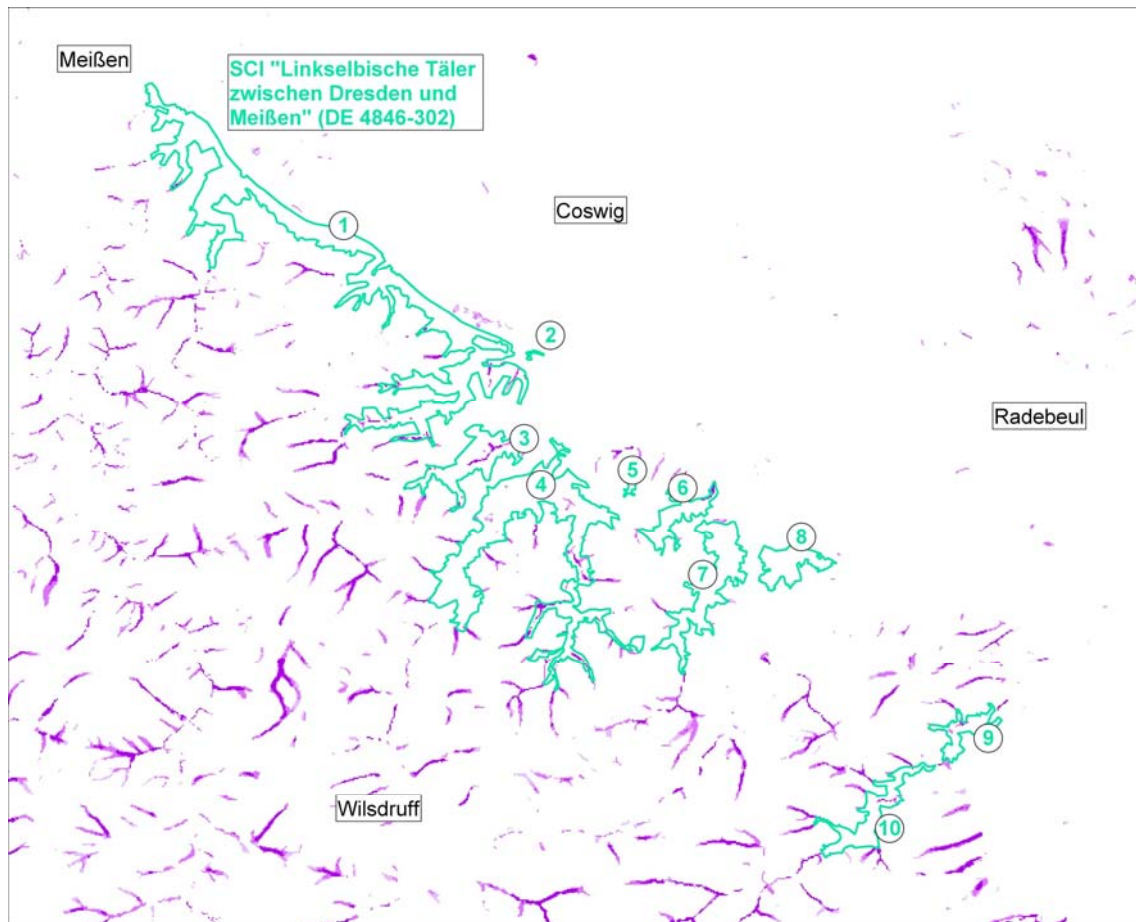 Meißen
SCI "Linkselbische Täler
zwischen Dresden und
Meißen" (DE 4846-302)
Coswig
1
2
Radebeul
3
4
5
6
7
8
9
10
Wilsdruff